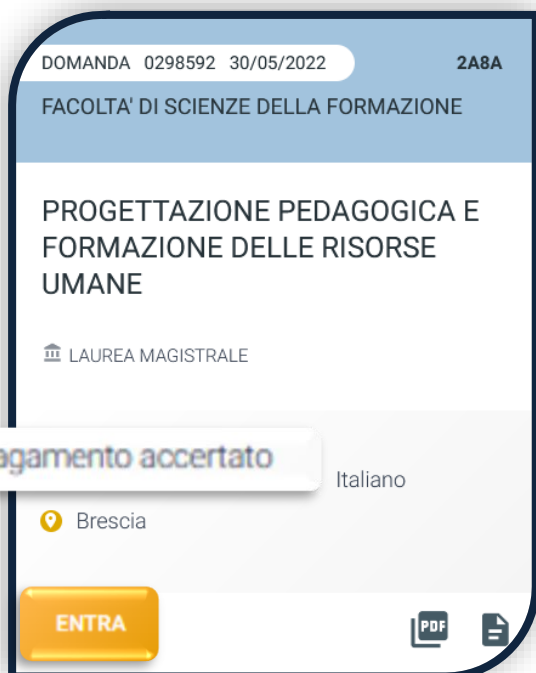 DOMANDA 0298592 30/05/2022 2A8A
FACOLTA' DI SCIENZE DELLA FORMAZIONE
PROGETTAZIONE PEDAGOGICA E
FORMAZIONE DELLE RISORSE
UMANE
LAUREA MAGISTRALE
agamento accertato
Italiano
Brescia
ENTRA
PDF